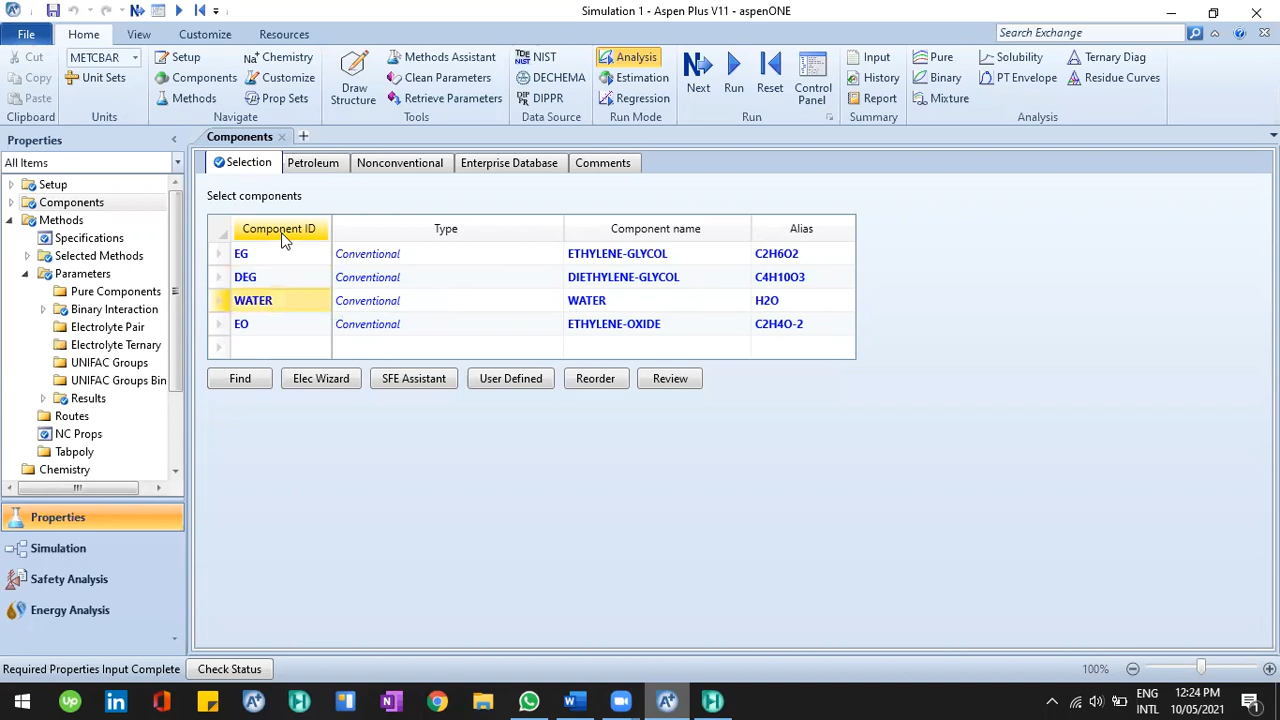 Simulation 1 - Aspen Plus V11 - aspenONE
File Home View Customize Resources Search Exchange
Cut METCBAR Setup Chemistry Methods Assistant NIST Analysis Input Pure Solubility Ternary Diag
Copy Unit Sets Components Customize Clean Parameters DECHEMA Estimation History Binary PT Envelope Residue Curves
Paste Methods Prop Sets Draw Structure Retrieve Parameters DIPPR Regression Next Run Reset Control Panel Report Mixture
Clipboard Units Navigate Tools Data Source Run Mode Run Summary Analysis
Properties
All Items
Setup
Components
Methods
Specifications
Selected Methods
Parameters
Pure Components
Binary Interaction
Electrolyte Pair
Electrolyte Ternary
UNIFAC Groups
UNIFAC Groups Bin
Results
Routes
NC Props
Tabpoly
Chemistry
Properties
Simulation
Safety Analysis
Energy Analysis
Components
Selection Petroleum Nonconventional Enterprise Database Comments
Select components
Component ID Type Component name Alias
EG Conventional ETHYLENE-GLYCOL C2H6O2
DEG Conventional DIETHYLENE-GLYCOL C4H10O3
WATER Conventional WATER H2O
EO Conventional ETHYLENE-OXIDE C2H4O-2
Find Elec Wizard SFE Assistant User Defined Reorder Review
Required Properties Input Complete Check Status 100%
ENG 12:24 PM
INTL 10/05/2021